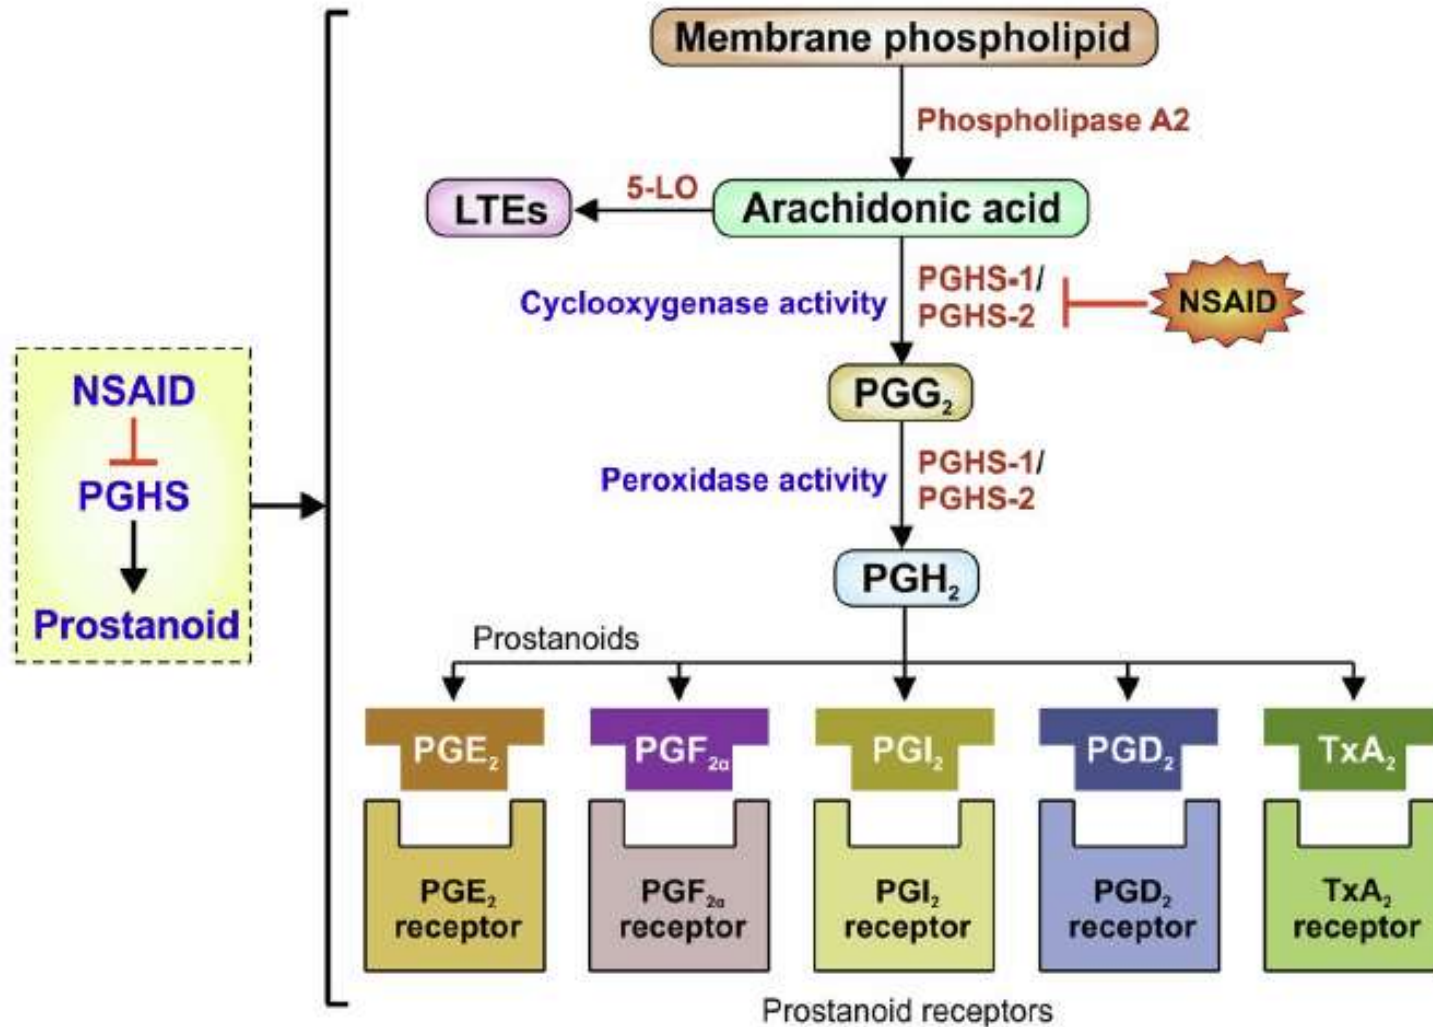 Membrane phospholipid
Phospholipase A2
LTEs
5-LO
Arachidonic acid
Cyclooxygenase activity
PGHS-1/
PGHS-2
NSAID
PGG₂
Peroxidase activity
PGHS-1/
PGHS-2
PGH₂
NSAID
PGHS
Prostanoid
Prostanoids
PGE₂
PGF₂α
PGI₂
PGD₂
TxA₂
PGE₂
receptor
PGF₂α
receptor
PGI₂
receptor
PGD₂
receptor
TxA₂
receptor
Prostanoid receptors